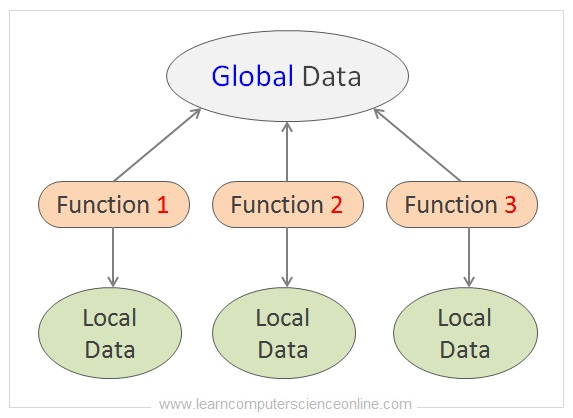 Global Data
Function 1
Function 2
Function 3
Local
Data
Local
Data
Local
Data
www.learncomputerscienceonline.com